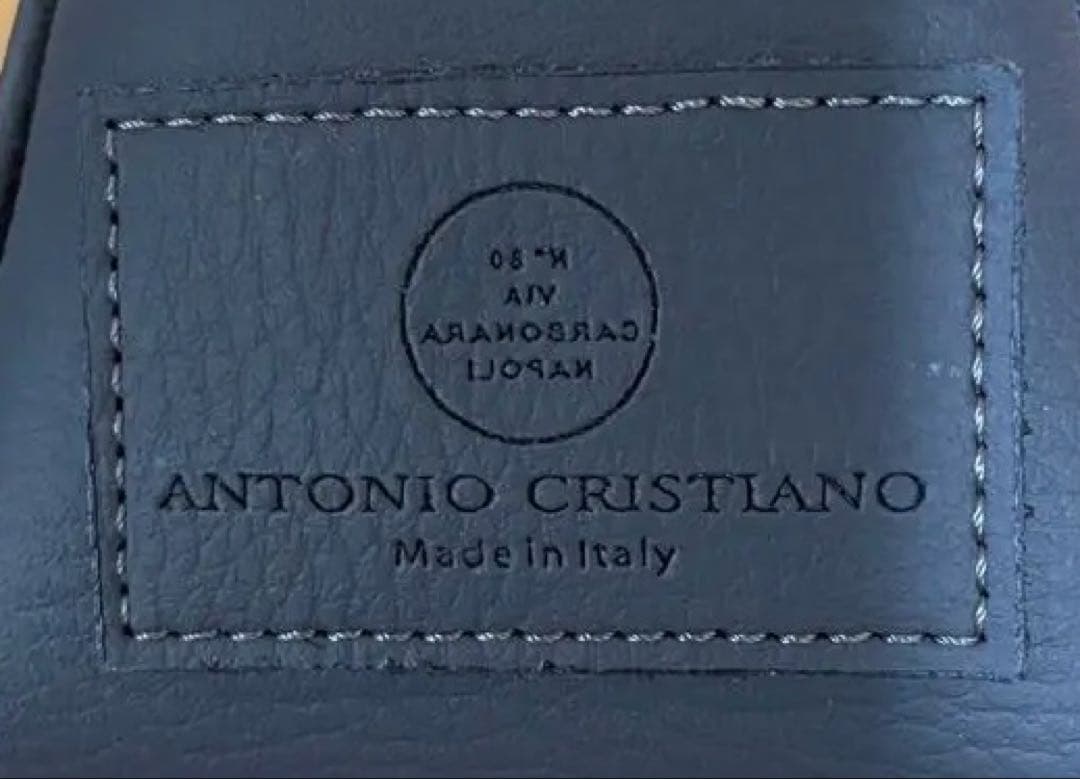 N° 80
VIA
CARBONARA
NAPOLI
ANTONIO CRISTIANO
Made in Italy